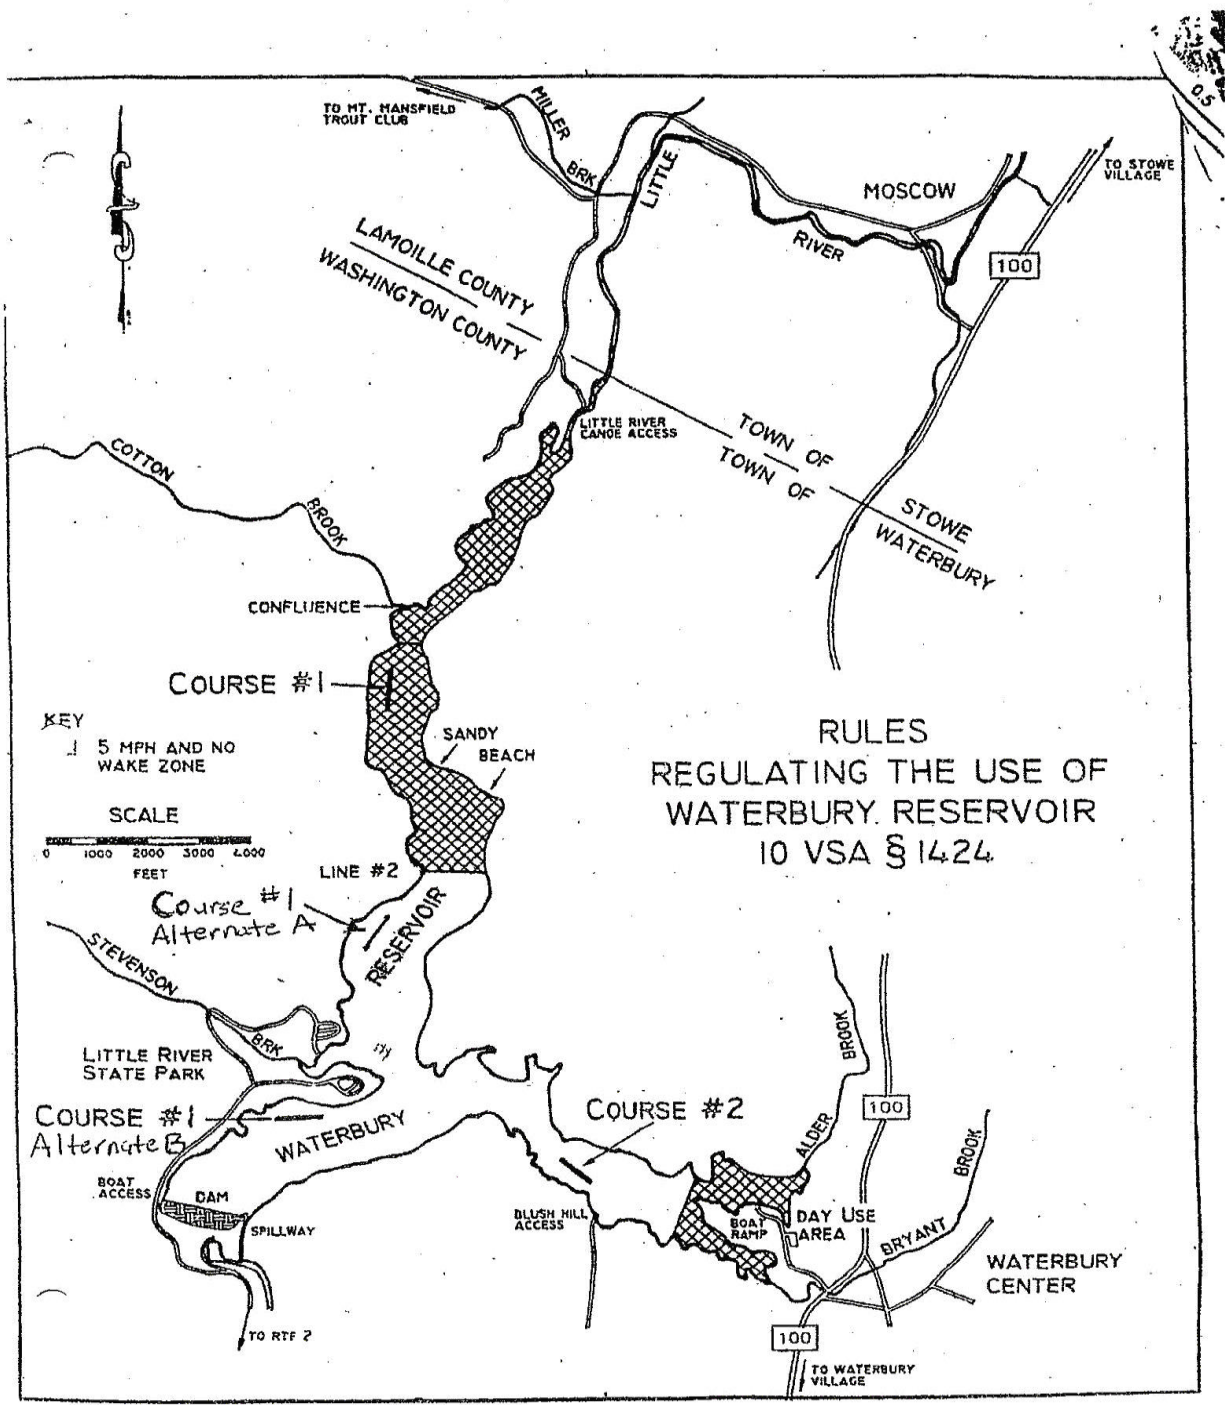 0.5
TO MT. MANSFIELD
TROUT CLUB
MILLER
BRK
LITTLE
RIVER
MOSCOW
TO STOWE
VILLAGE
100
LAMOILLE COUNTY
WASHINGTON COUNTY
LITTLE RIVER
CANOE ACCESS
TOWN OF
TOWN OF
STOWE
WATERBURY
COTTON
BROOK
CONFLUENCE
COURSE #1
SANDY
BEACH
KEY
5 MPH AND NO
WAKE ZONE
SCALE
0 1000 2000 3000 4000
FEET
RULES
REGULATING THE USE OF
WATERBURY RESERVOIR
10 VSA § 1424
LINE #2
Course #1
Alternate A
RESERVOIR
STEVENSON
BRK
LITTLE RIVER
STATE PARK
COURSE #1
Alternate B
WATERBURY
COURSE #2
ALDER
BROOK
100
BOAT
ACCESS
DAM
SPILLWAY
BLUSH HILL
ACCESS
BOAT
RAMP
DAY USE
AREA
BRYANT
BROOK
WATERBURY
CENTER
TO RTE 2
100
TO WATERBURY
VILLAGE